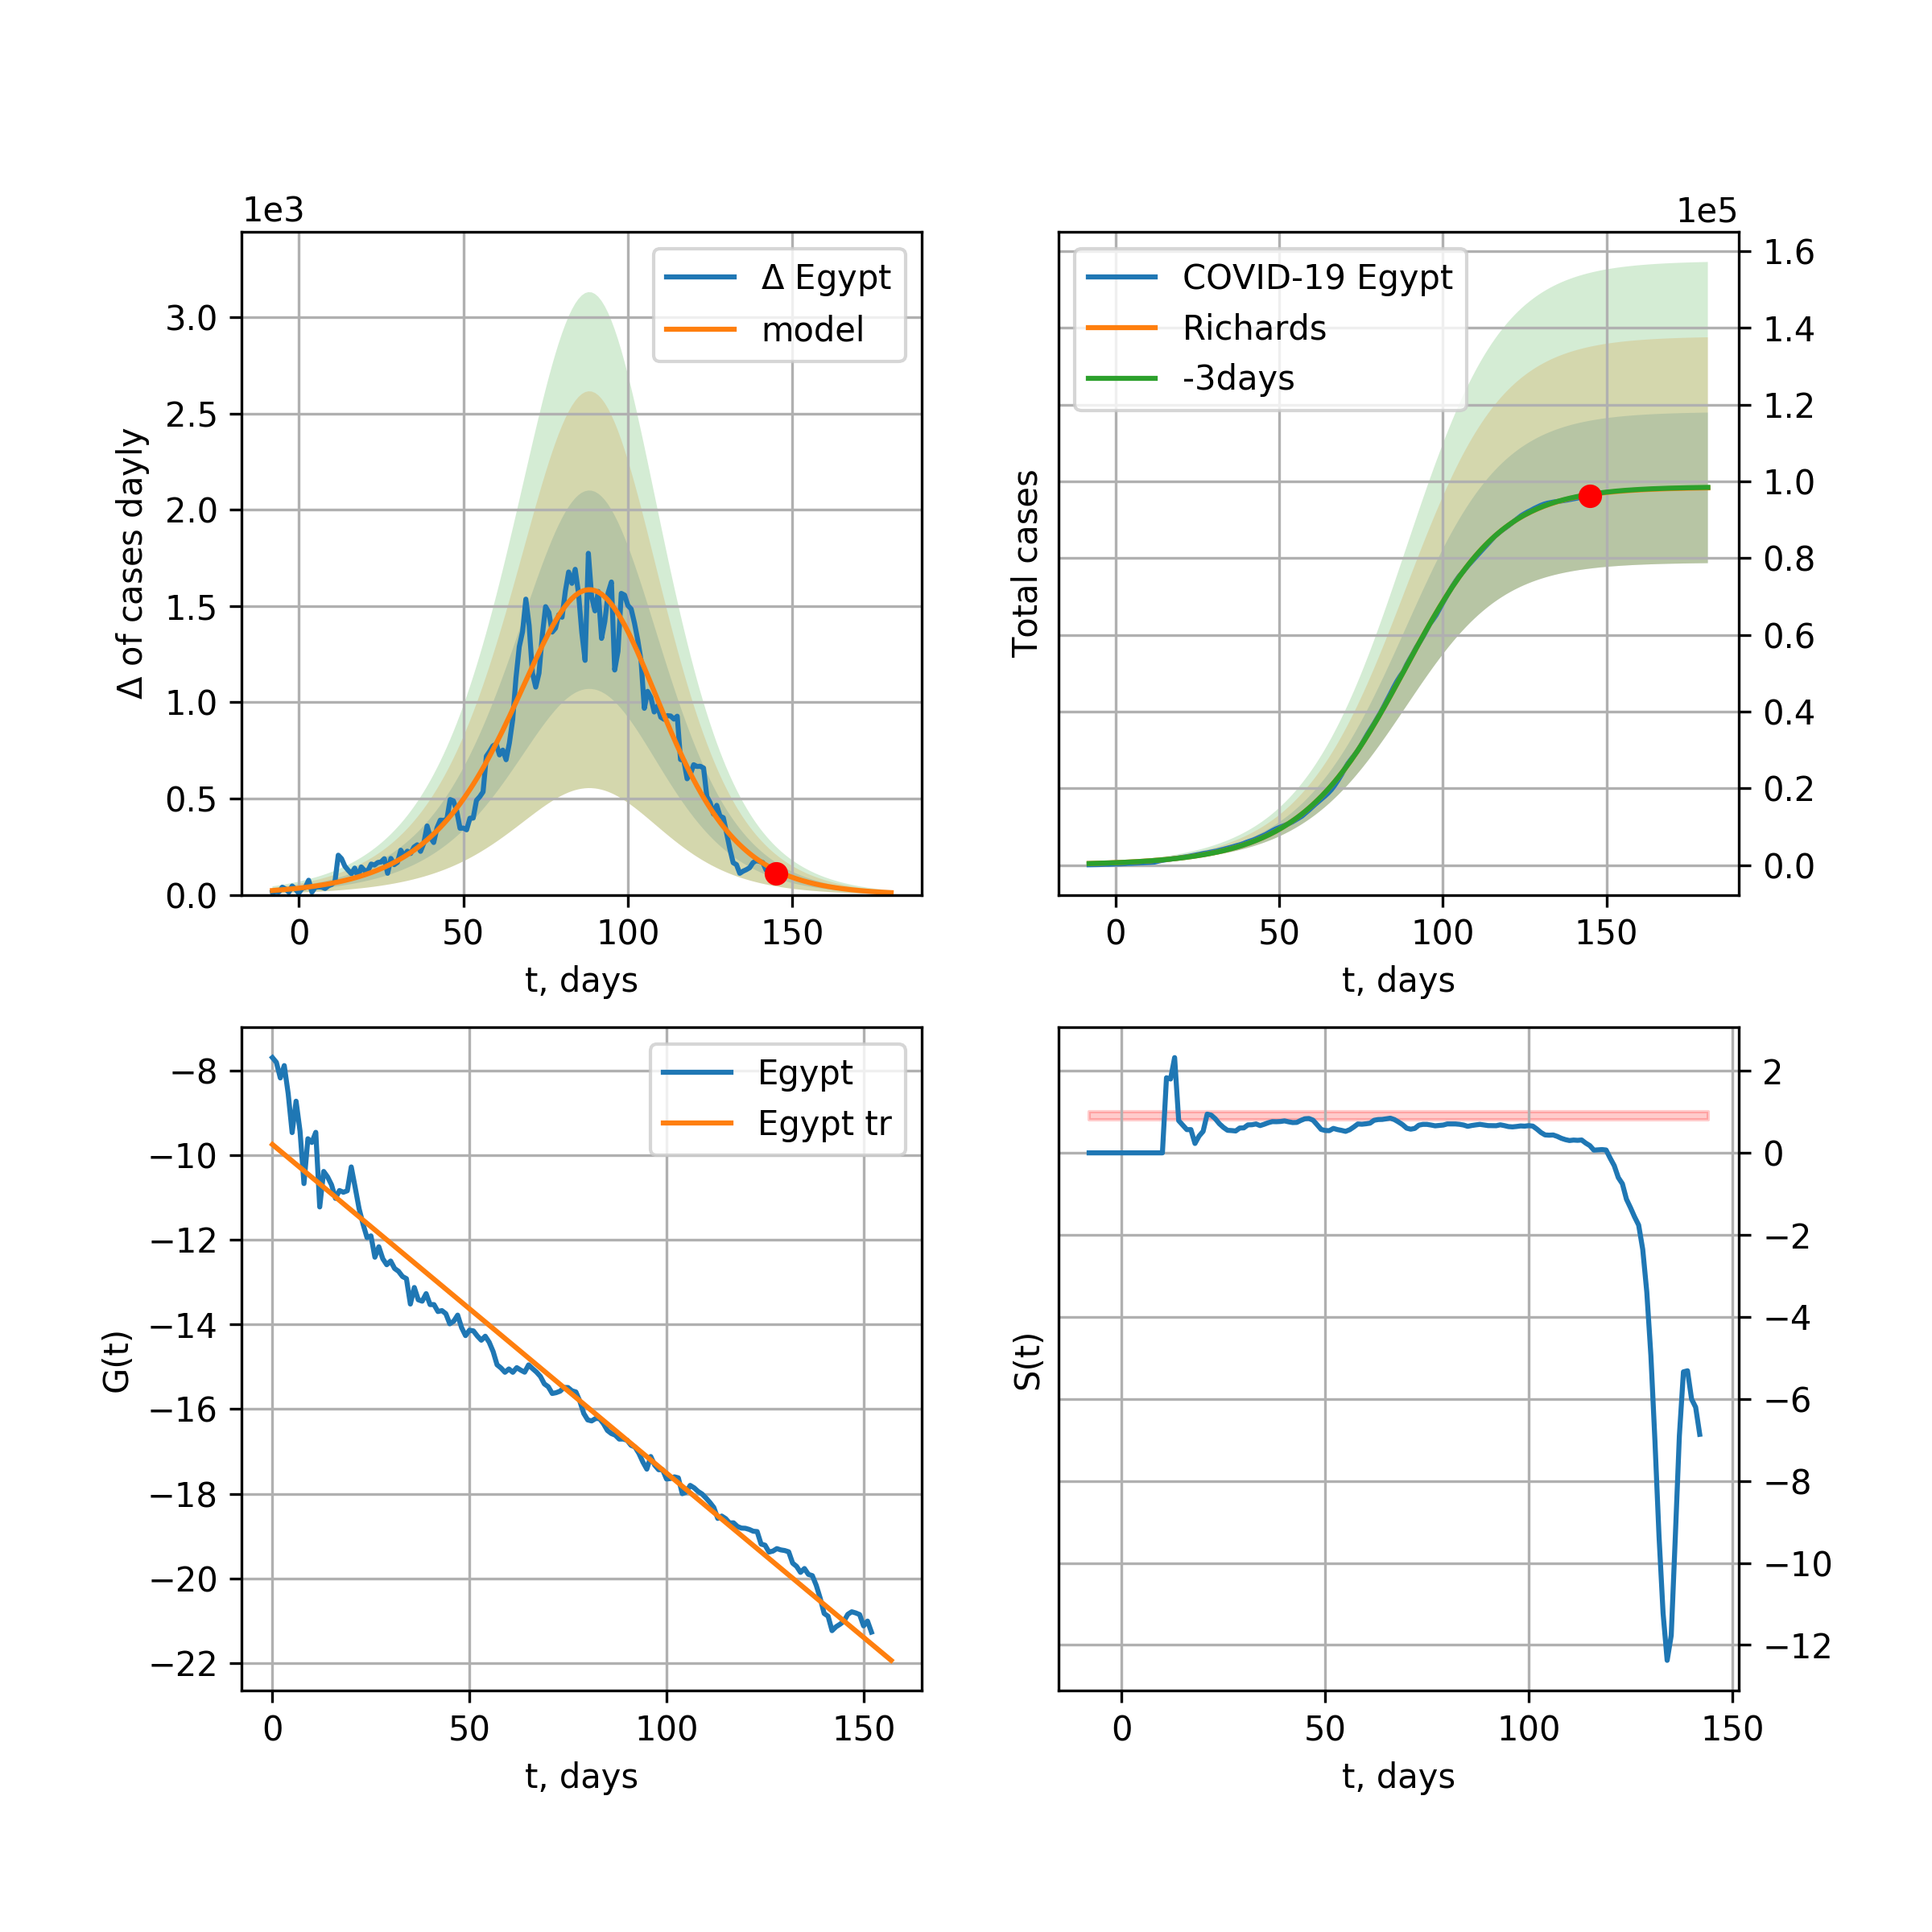 1e3
Δ of cases dayly
3.0
2.5
2.0
1.5
1.0
0.5
0.0
0 50 100 150
t, days
Δ Egypt
model
1e5
Total cases
COVID-19 Egypt
Richards
-3days
1.6
1.4
1.2
1.0
0.8
0.6
0.4
0.2
0.0
0 50 100 150
t, days
G(t)
−8
−10
−12
−14
−16
−18
−20
−22
0 50 100 150
t, days
Egypt
Egypt tr
S(t)
2
0
−2
−4
−6
−8
−10
−12
0 50 100 150
t, days